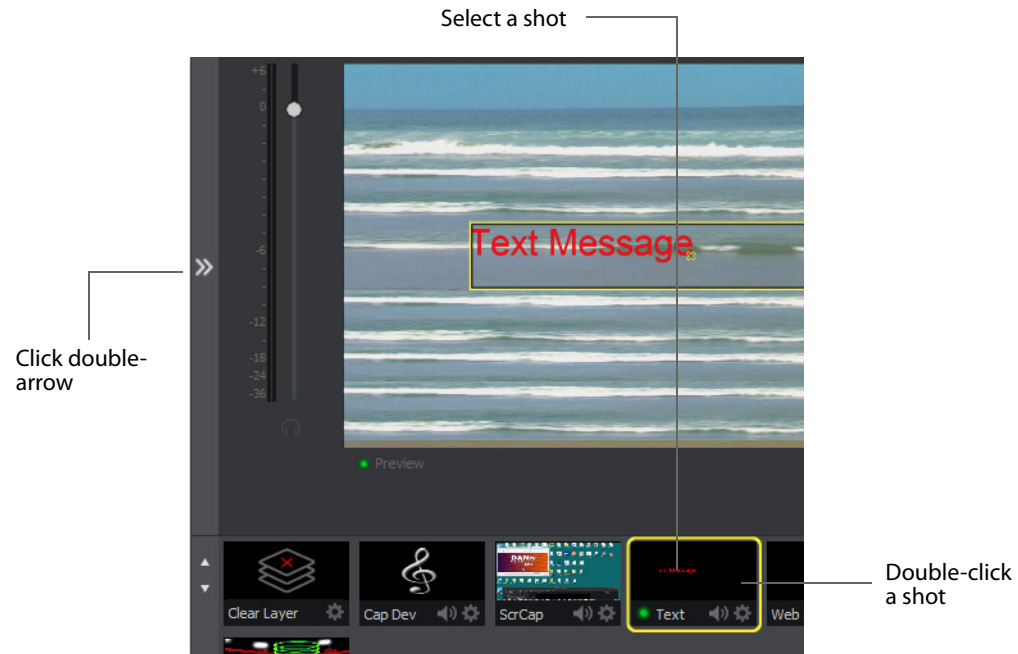 Select a shot
+6
0
-6
-12
-18
-24
-36
Text Message
Click double-
arrow
Preview
Clear Layer
Cap Dev
ScrCap
Text
Web
Double-click
a shot